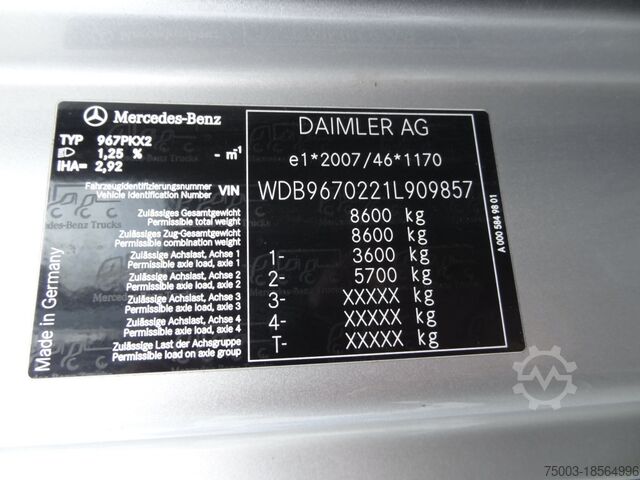 Mercedes-Benz
TYP 967PKX2
1,25 % - m-1
IHA= 2,92
DAIMLER AG
e1*2007/46*1170
Fahrzeugidentifizierungsnummer
Vehicle Identification Number VIN WDB9670221L909857
Zulässiges Gesamtgewicht
Permissible total weight 8600 kg
Zulässiges Zug-Gesamtgewicht
Permissible combination weight 8600 kg
Zulässige Achslast, Achse 1
Permissible axle load, axle 1 1- 3600 kg
Zulässige Achslast, Achse 2
Permissible axle load, axle 2 2- 5700 kg
Zulässige Achslast, Achse 3
Permissible axle load, axle 3 3- XXXXX kg
Zulässige Achslast, Achse 4
Permissible axle load, axle 4 4- XXXXX kg
Zulässige Last der Achsgruppe
Permissible load on axle group T- XXXXX kg
Made in Germany
A 000 584 98 01
75003-18564996